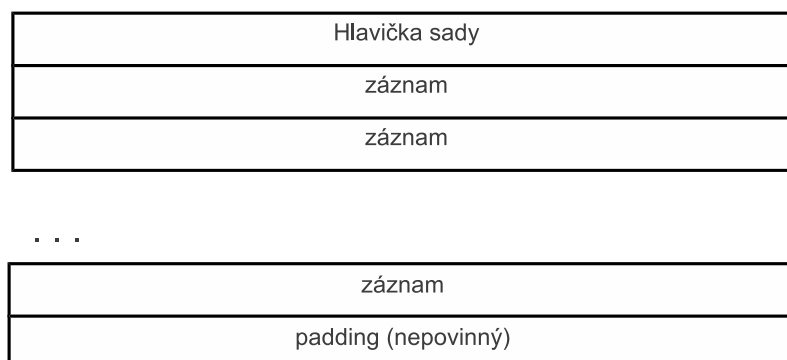 Hlavička sady
záznam
záznam
. . .
záznam
padding (nepovinný)